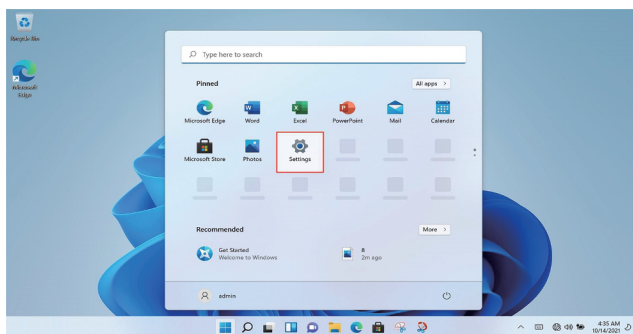 Recycle Bin
Microsoft
Edge
Type here to search
Pinned
All apps >
Microsoft Edge
Word
Excel
PowerPoint
Mail
Calendar
Microsoft Store
Photos
Settings
Recommended
More >
Get Started
Welcome to Windows
8
2m ago
admin
4:35 AM
10/14/2021